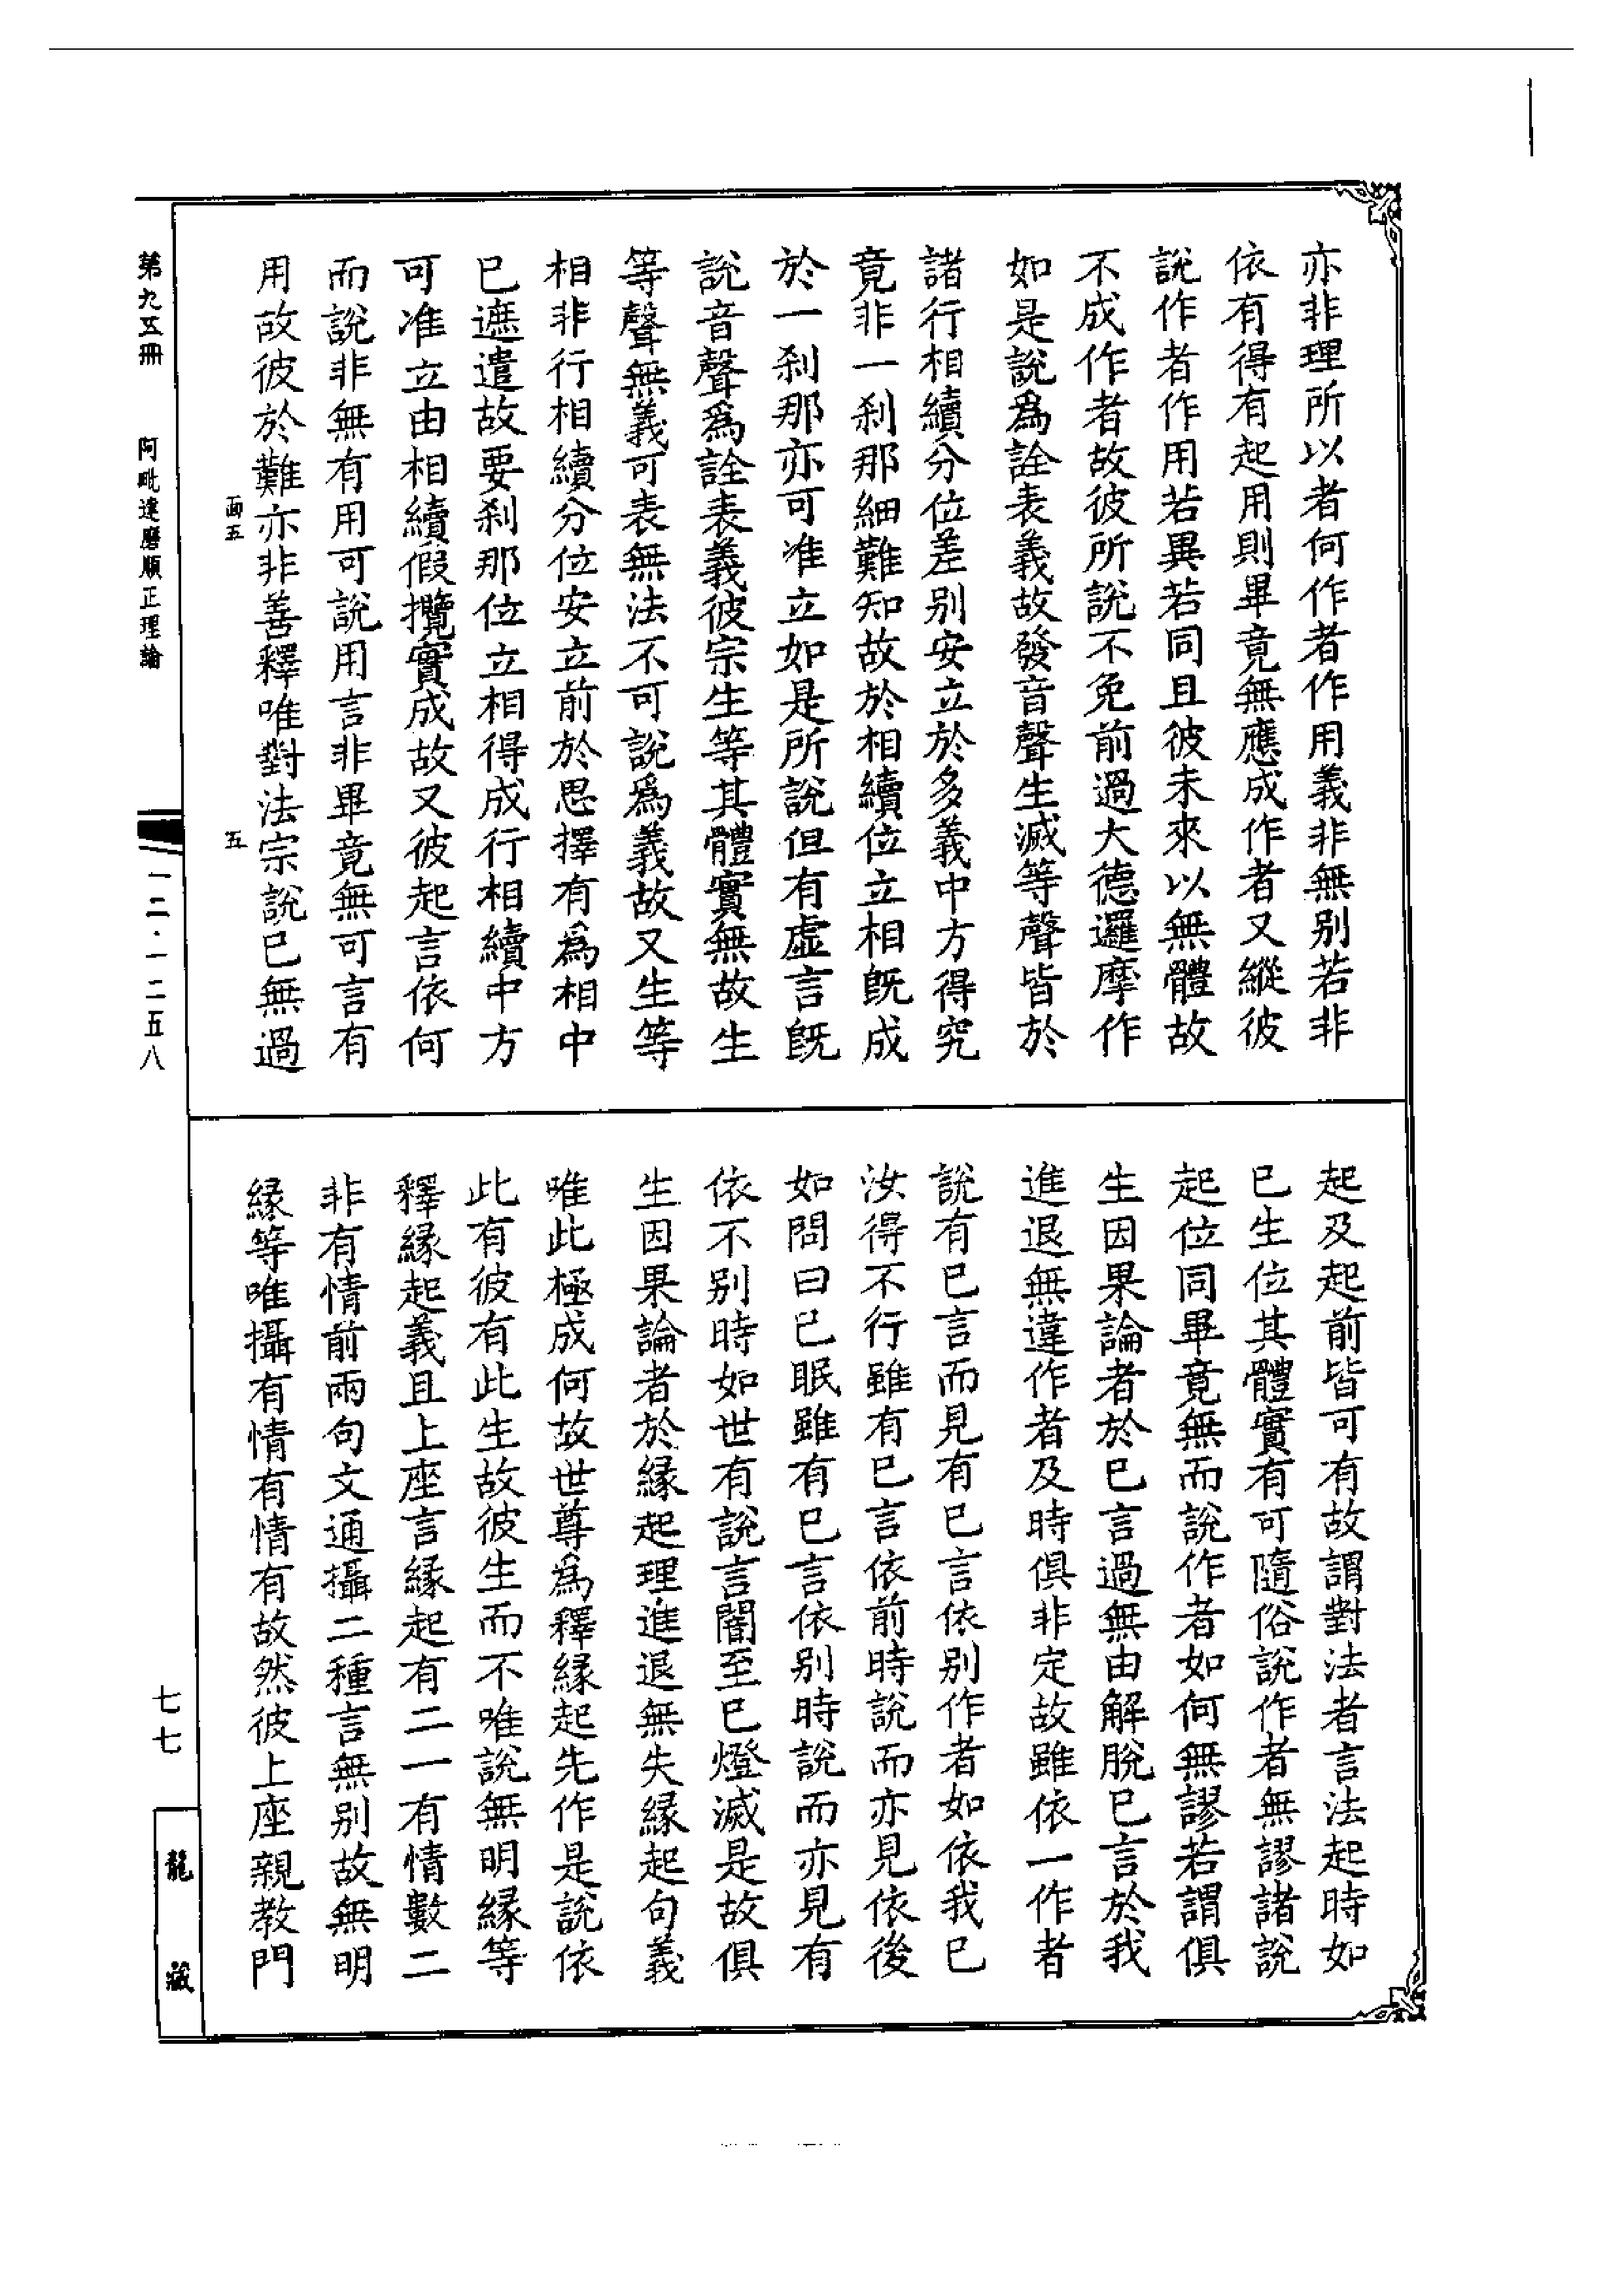 亦非理所以者何作者作用義非無别若非
依有得有起用則畢竟無應成作者又縱彼
說作者作用若異若同且彼未來以無體故
不成作者故彼所說不免前過大德邏摩作
如是說爲詮表義故發音聲生滅等聲皆於
諸行相續分位差别安立於多義中方得究
竟非一刹那細難知故於相續位立相旣成
於一刹那亦可准立如是所說但有虛言旣
說音聲爲詮表義彼宗生等其體實無故生
等聲無義可表無法不可說爲義故又生等
相非行相續分位安立前於思擇有爲相中
已遮遣故要刹那位立相得成行相續中方
可准立由相續假攬實成故又彼起言依何
而說非無有用可說用言非畢竟無可言有
用故彼於難亦非善釋唯對法宗說已無過
面五
五
起及起前皆可有故謂對法者言法起時如
已生位其體實有可隨俗說作者無謬諸說
起位同畢竟無而說作者如何無謬若謂俱
生因果論者於已言過無由解脫已言於我
進退無違作者及時俱非定故雖依一作者
說有已言而見有已言依别作者如依我已
汝得不行雖有已言依前時說而亦見依後
如問曰已眠雖有已言依别時說而亦見有
依不别時如世有說言闇至已燈滅是故俱
生因果論者於緣起理進退無失緣起句義
唯此極成何故世尊爲釋緣起先作是說依
此有彼有此生故彼生而不唯說無明緣等
釋緣起義且上座言緣起有二一有情數二
非有情前兩句文通攝二種言無别故無明
緣等唯攝有情有情有故然彼上座親教門
第九五冊
阿毗達磨順正理論
一二·一二五八
七七
龍藏